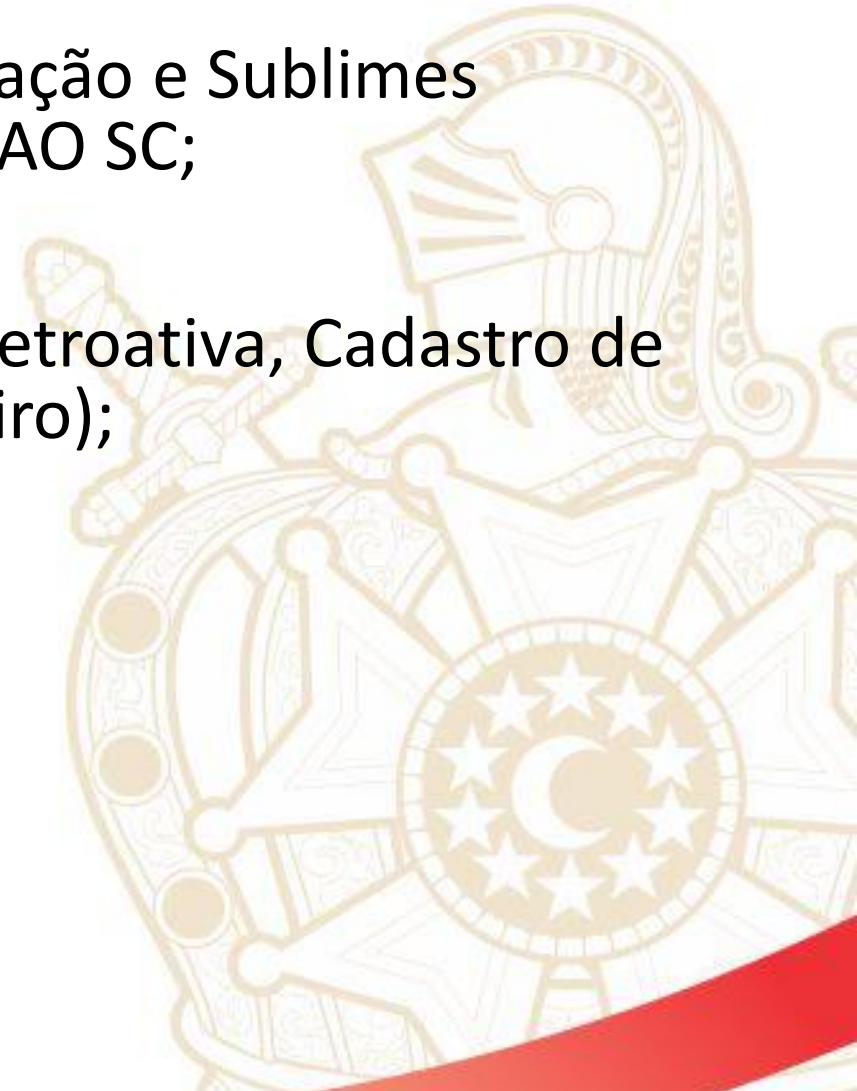 ação e Sublimes
AO SC;
etroativa, Cadastro de
iro);